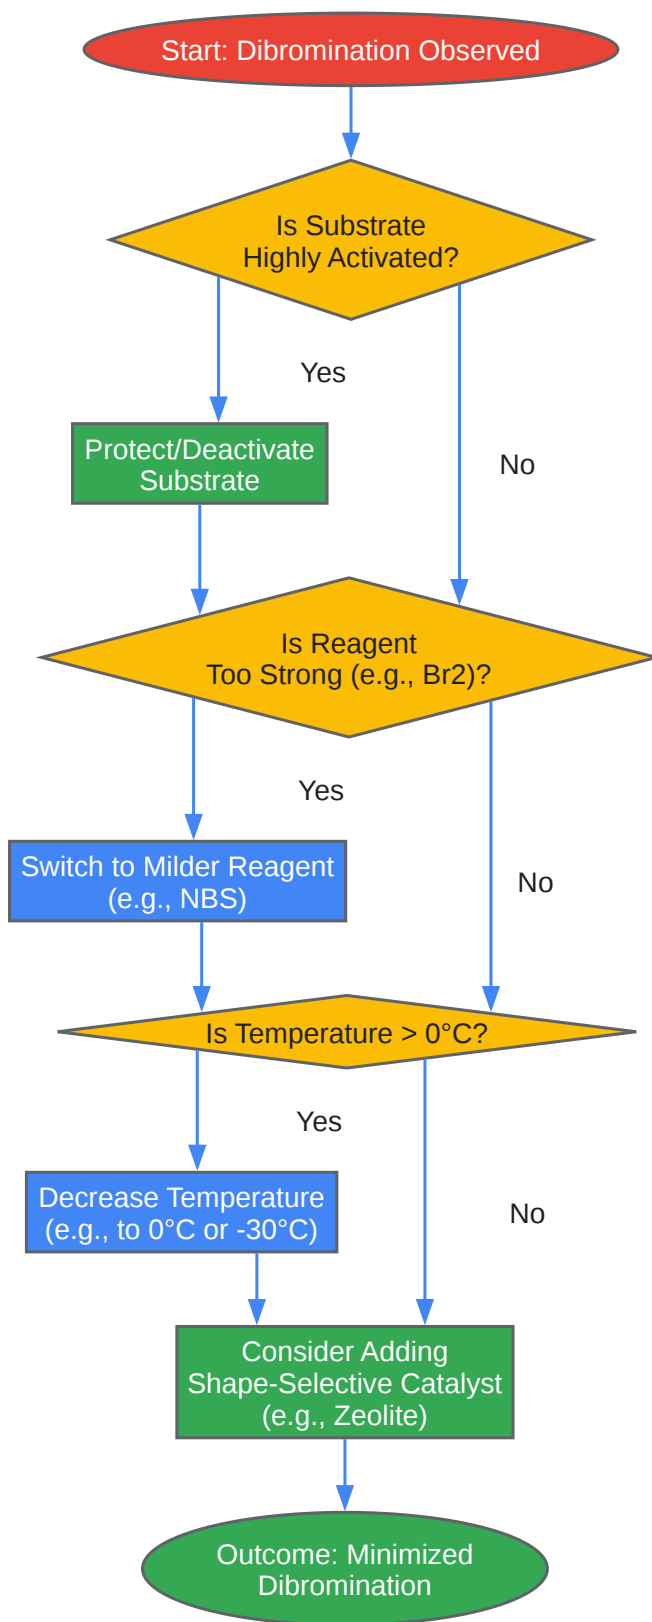 Start: Dibromination Observed
Is Substrate
Highly Activated?
Yes
Protect/Deactivate
Substrate
No
Is Reagent
Too Strong (e.g., Br2)?
Yes
Switch to Milder Reagent
(e.g., NBS)
No
Is Temperature > 0°C?
Yes
Decrease Temperature
(e.g., to 0°C or -30°C)
No
Consider Adding
Shape-Selective Catalyst
(e.g., Zeolite)
Outcome: Minimized
Dibromination